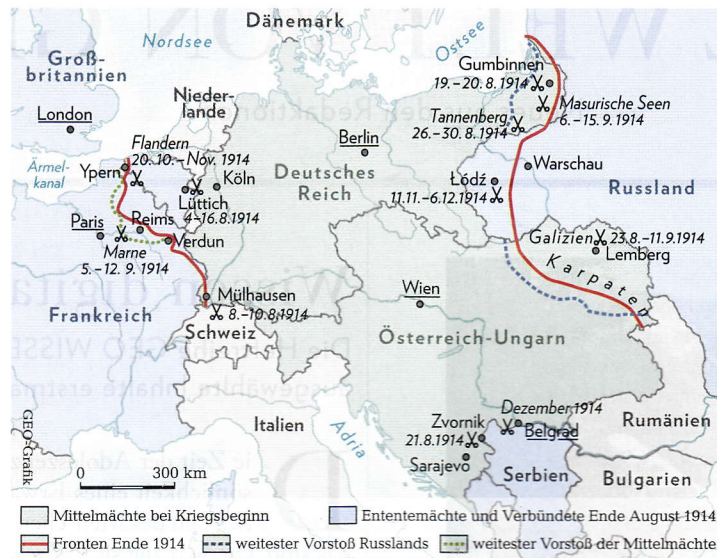 Dänemark
Nordsee
Ostsee
Groß-
britannien
Gumbinnen
19.–20. 8. 1914
Nieder-
lande
Masurische Seen
6. –15. 9. 1914
Tannenberg
26.–30. 8. 1914
London
Berlin
Flandern
20. 10. – Nov. 1914
Ärmel-
kanal
Ypern
Köln
Deutsches
Reich
Warschau
Łódź
11.11.–6.12.1914
Russland
Lüttich
4.–16.8.1914
Paris
Reims
Verdun
Marne
5. –12. 9. 1914
Galizien
23.8.–11.9.1914
Lemberg
Karpaten
Mülhausen
8. –10.8.1914
Wien
Frankreich
Schweiz
Österreich-Ungarn
Italien
Adria
Dezember 1914
Zvornik
21.8.1914
Belgrad
Rumänien
Sarajevo
Serbien
Bulgarien
GEO-Grafik
0 300 km
Mittelmächte bei Kriegsbeginn
Ententemächte und Verbündete Ende August 1914
Fronten Ende 1914
weitester Vorstoß Russlands
weitester Vorstoß der Mittelmächte